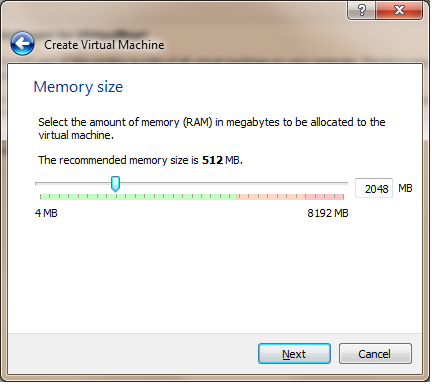 Create Virtual Machine
Memory size
Select the amount of memory (RAM) in megabytes to be allocated to the
virtual machine.
The recommended memory size is 512 MB.
2048 MB
4 MB 8192 MB
Next Cancel